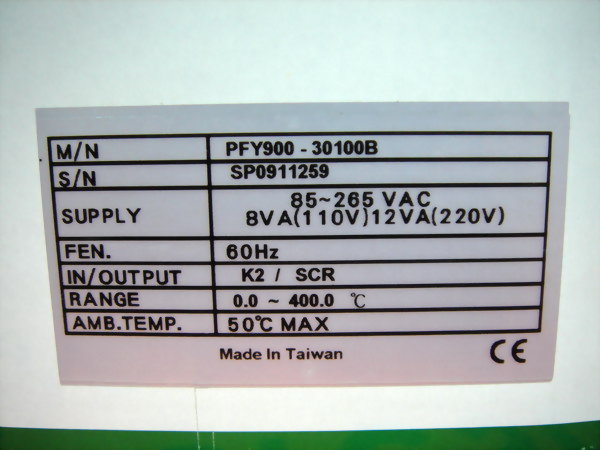 M/N PFY900 - 30100B
S/N SP0911259
SUPPLY 85~265 VAC
8VA(110V)12VA(220V)
FEN. 60Hz
IN/OUTPUT K2 / SCR
RANGE 0.0 ~ 400.0 ℃
AMB.TEMP. 50℃ MAX
Made In Taiwan CE